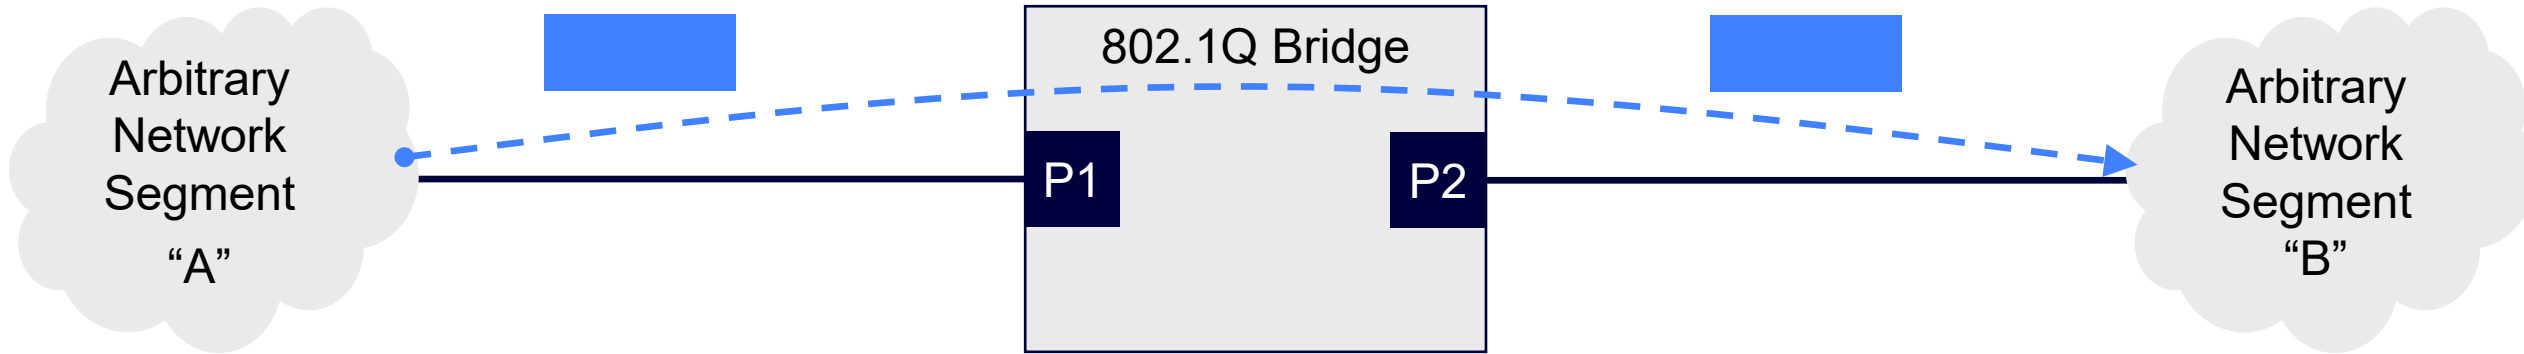 Arbitrary
Network
Segment
“A”
802.1Q Bridge
P1
P2
Arbitrary
Network
Segment
“B”